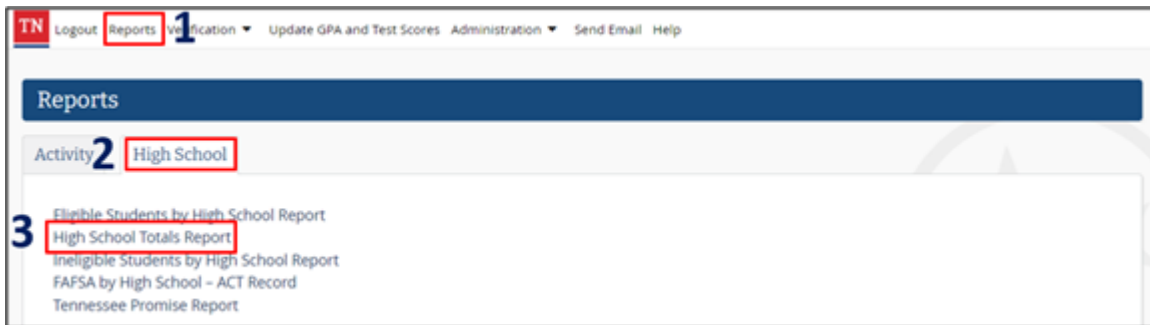 TN Logout Reports 1 Verification Update GPA and Test Scores Administration Send Email Help
Reports
Activity 2 High School
Eligible Students by High School Report
3 High School Totals Report
Ineligible Students by High School Report
FAFSA by High School – ACT Record
Tennessee Promise Report